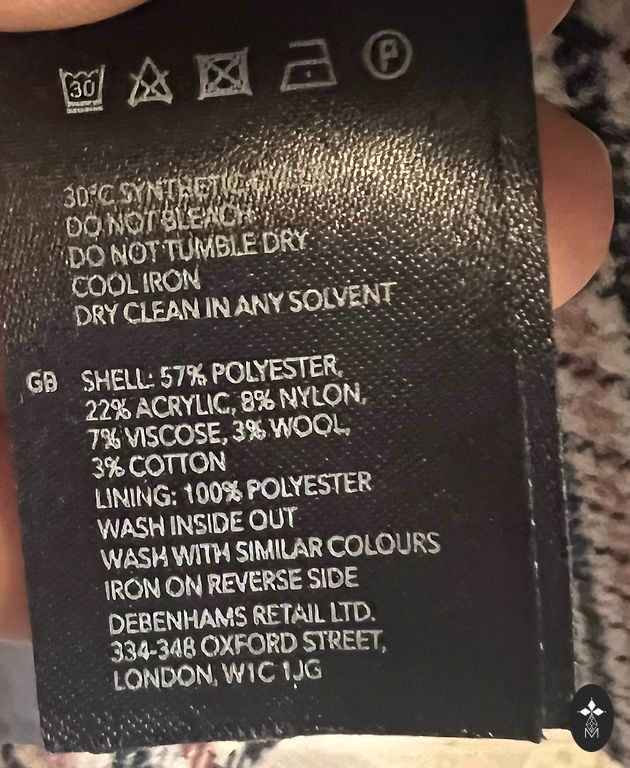 30
P
30°C SYNTHETIC
DO NOT BLEACH
DO NOT TUMBLE DRY
COOL IRON
DRY CLEAN IN ANY SOLVENT
GB SHELL: 57% POLYESTER,
22% ACRYLIC, 8% NYLON,
7% VISCOSE, 3% WOOL,
3% COTTON
LINING: 100% POLYESTER
WASH INSIDE OUT
WASH WITH SIMILAR COLOURS
IRON ON REVERSE SIDE
DEBENHAMS RETAIL LTD.
334-348 OXFORD STREET,
LONDON, W1C 1JG
M